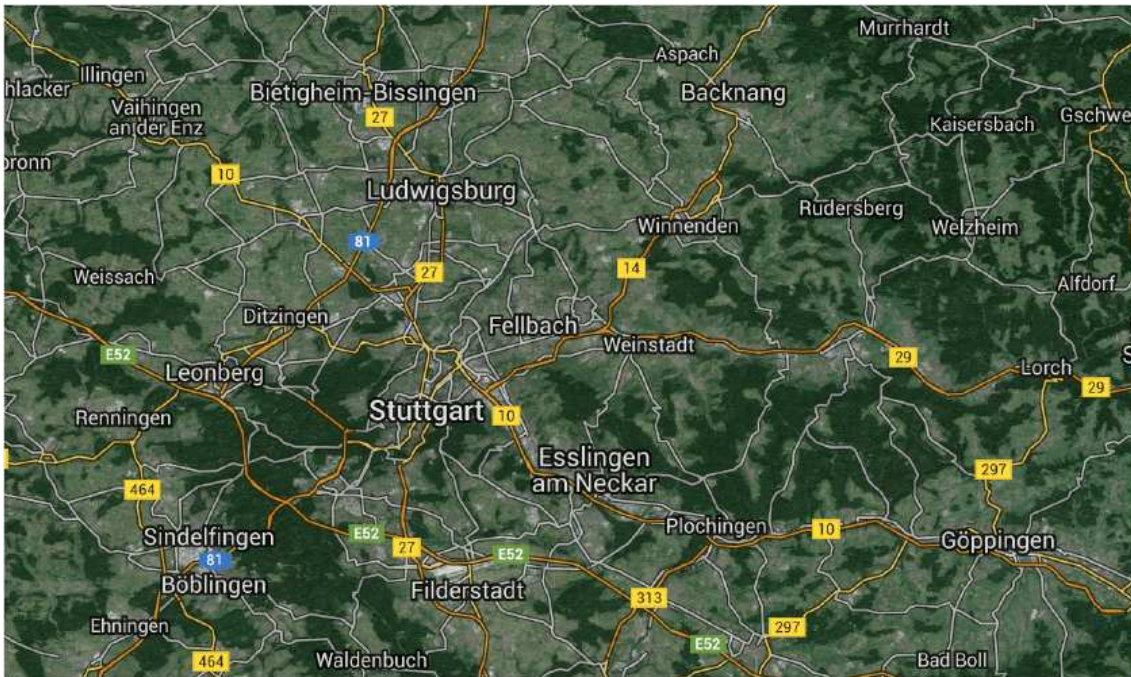 Murrhardt
Aspach
Illingen
hlacker
Bietigheim-Bissingen
Backnang
Vaihingen
an der Enz
27
Gschwe
Kaisersbach
bronn
10
Ludwigsburg
Rudersberg
Winnenden
Welzheim
81
14
27
Weissach
Alfdorf
Ditzingen
Fellbach
Weinstadt
E52
29
Leonberg
Lorch
S
29
Renningen
Stuttgart
10
Esslingen
am Neckar
297
464
Plochingen
10
Sindelfingen
E52
Göppingen
27
E52
81
Böblingen
Filderstadt
313
Ehningen
297
E52
464
Waldenbuch
Bad Boll